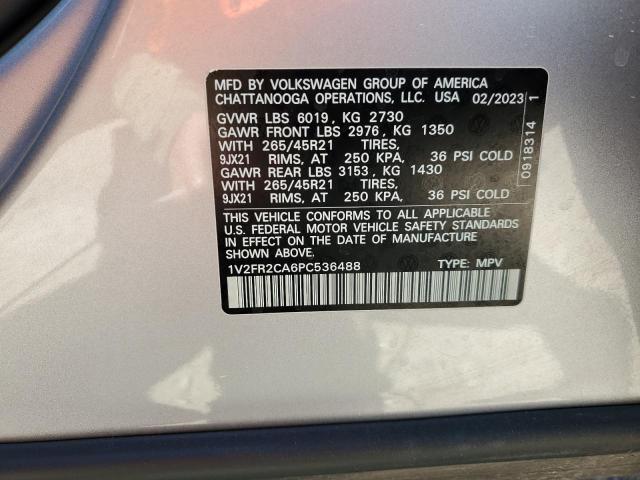 MFD BY VOLKSWAGEN GROUP OF AMERICA
CHATTANOOGA OPERATIONS, LLC. USA 02/2023
GVWR LBS 6019, KG 2730
GAWR FRONT LBS 2976, KG 1350
WITH 265/45R21 TIRES,
9JX21 RIMS, AT 250 KPA, 36 PSI COLD
GAWR REAR LBS 3153, KG 1430
WITH 265/45R21 TIRES,
9JX21 RIMS, AT 250 KPA, 36 PSI COLD
THIS VEHICLE CONFORMS TO ALL APPLICABLE
U.S. FEDERAL MOTOR VEHICLE SAFETY STANDARDS
IN EFFECT ON THE DATE OF MANUFACTURE
SHOWN ABOVE.
1V2FR2CA6PC536488 TYPE: MPV
0918314 1